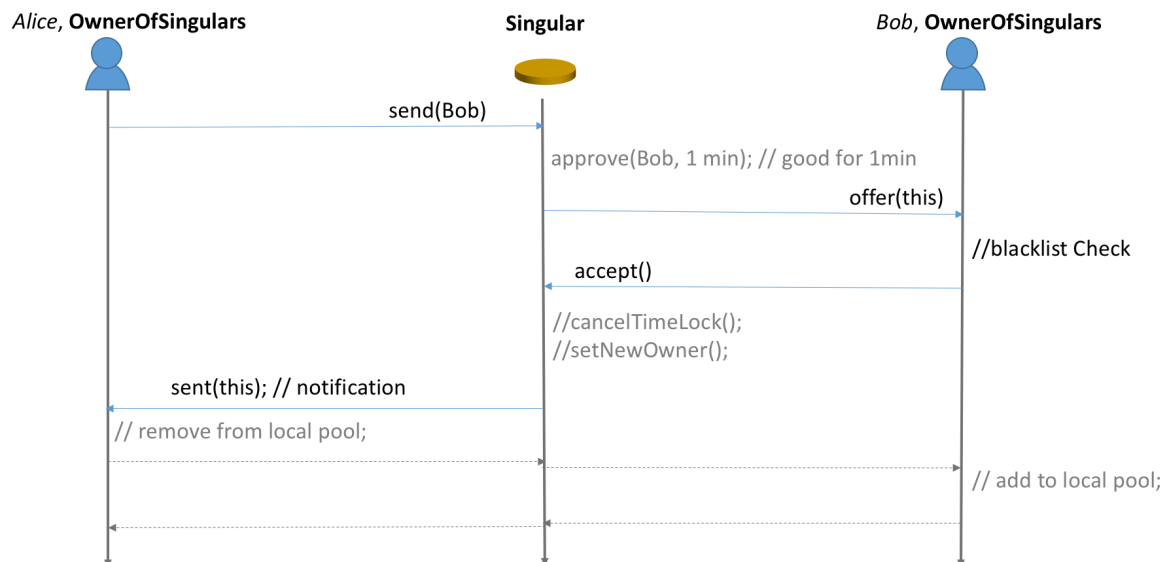 Alice, OwnerOfSingulars
Singular
Bob, OwnerOfSingulars
send(Bob)
approve(Bob, 1 min); // good for 1min
offer(this)
//blacklist Check
accept()
//cancelTimeLock();
//setNewOwner();
sent(this); // notification
// remove from local pool;
// add to local pool;